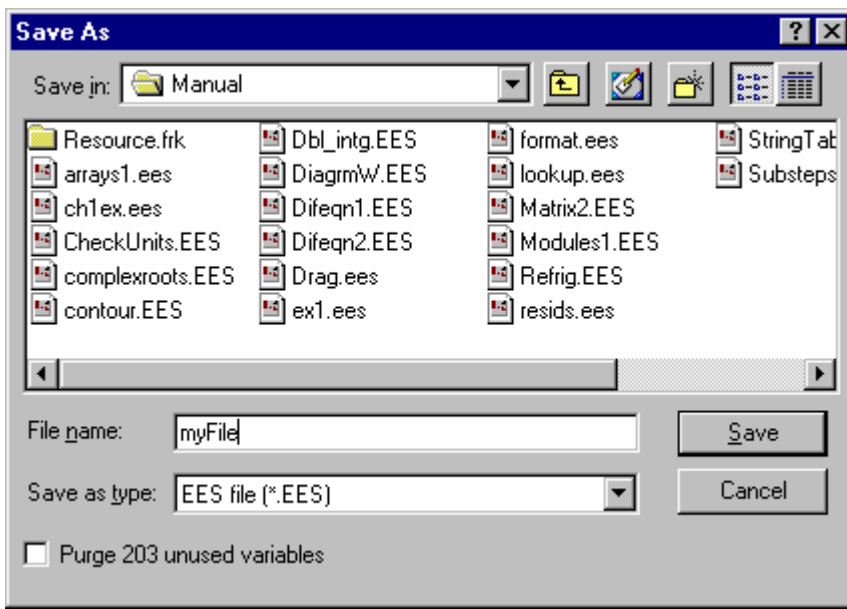 Save As
Save in: Manual
Resource.frk
arrays1.ees
ch1ex.ees
CheckUnits.EES
complexroots.EES
contour.EES
Dbl_intg.EES
DiagrmW.EES
Difeqn1.EES
Difeqn2.EES
Drag.ees
ex1.ees
format.ees
lookup.ees
Matrix2.EES
Modules1.EES
Refrig.EES
resids.ees
StringTab
Substeps
File name: myFile
Save
Save as type: EES file (*.EES)
Cancel
Purge 203 unused variables